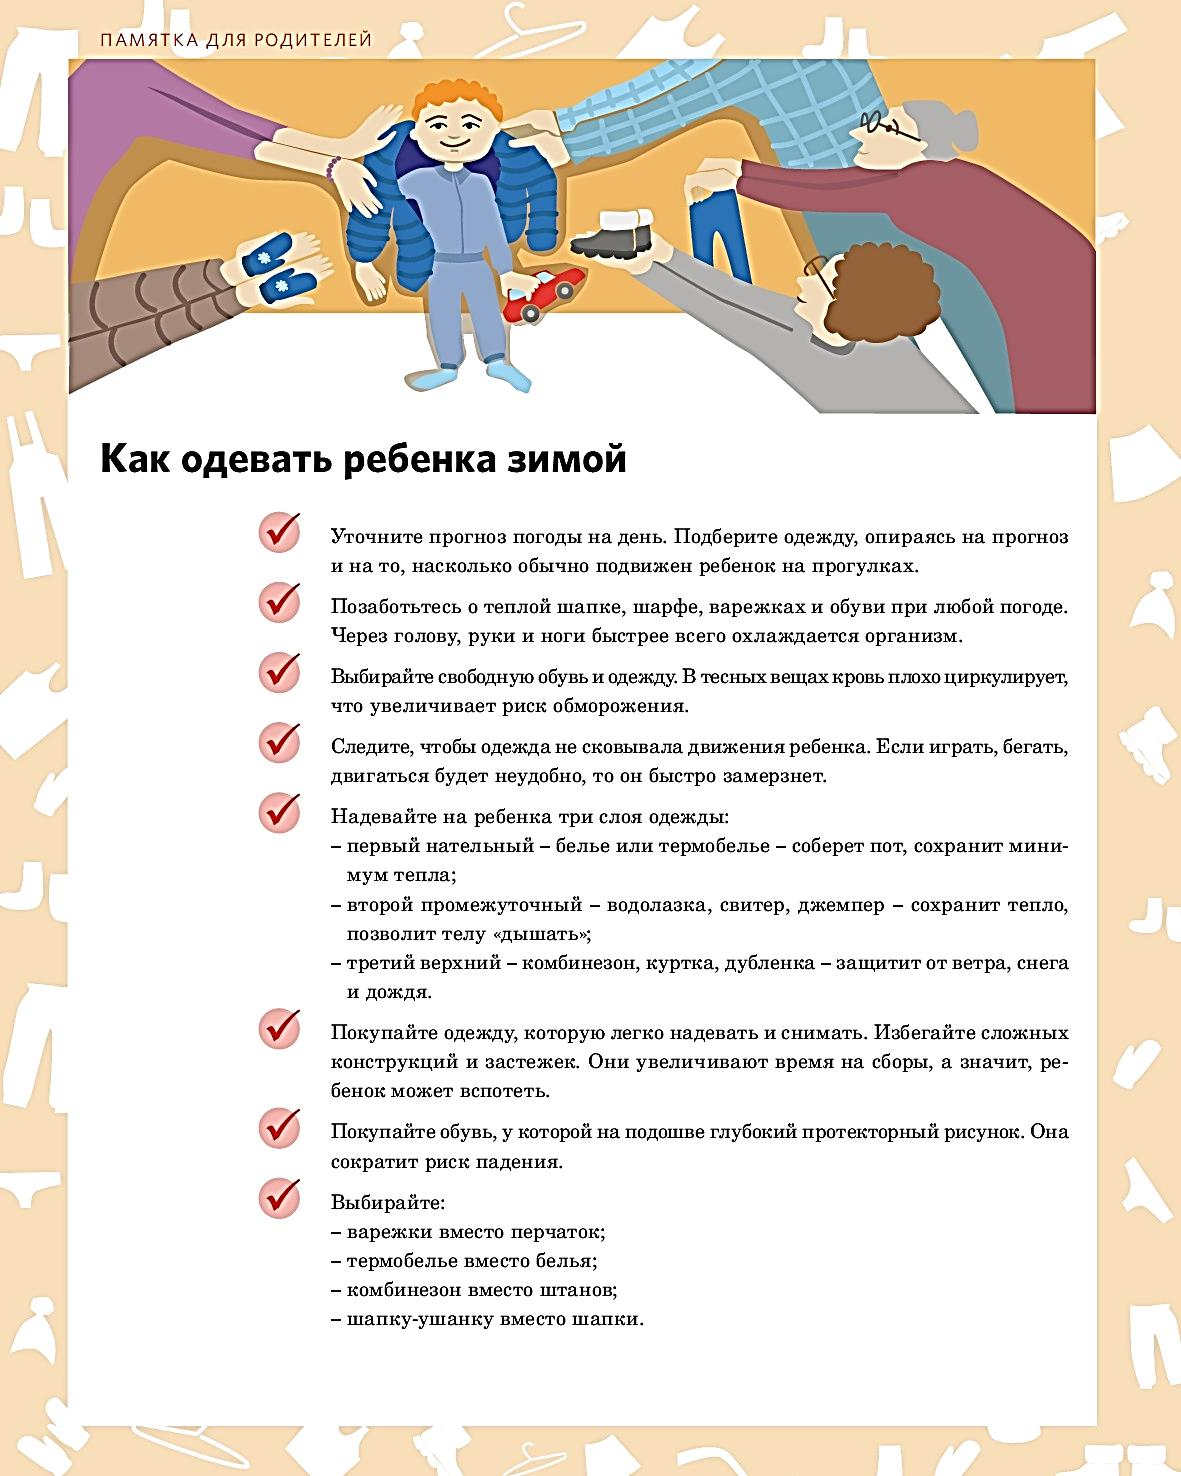 ПАМЯТКА ДЛЯ РОДИТЕЛЕЙ
Как одевать ребенка зимой
Уточните прогноз погоды на день. Подберите одежду, опираясь на прогноз
и на то, насколько обычно подвижен ребенок на прогулках.
Позаботьтесь о теплой шапке, шарфе, варежках и обуви при любой погоде.
Через голову, руки и ноги быстрее всего охлаждается организм.
Выбирайте свободную обувь и одежду. В тесных вещах кровь плохо циркулирует,
что увеличивает риск обморожения.
Следите, чтобы одежда не сковывала движения ребенка. Если играть, бегать,
двигаться будет неудобно, то он быстро замерзнет.
Надевайте на ребенка три слоя одежды:
– первый нательный – белье или термобелье – соберет пот, сохранит мини-
мум тепла;
– второй промежуточный – водолазка, свитер, джемпер – сохранит тепло,
позволит телу «дышать»;
– третий верхний – комбинезон, куртка, дубленка – защитит от ветра, снега
и дождя.
Покупайте одежду, которую легко надевать и снимать. Избегайте сложных
конструкций и застежек. Они увеличивают время на сборы, а значит, ре-
бенок может вспотеть.
Покупайте обувь, у которой на подошве глубокий протекторный рисунок. Она
сократит риск падения.
Выбирайте:
– варежки вместо перчаток;
– термобелье вместо белья;
– комбинезон вместо штанов;
– шапку-ушанку вместо шапки.